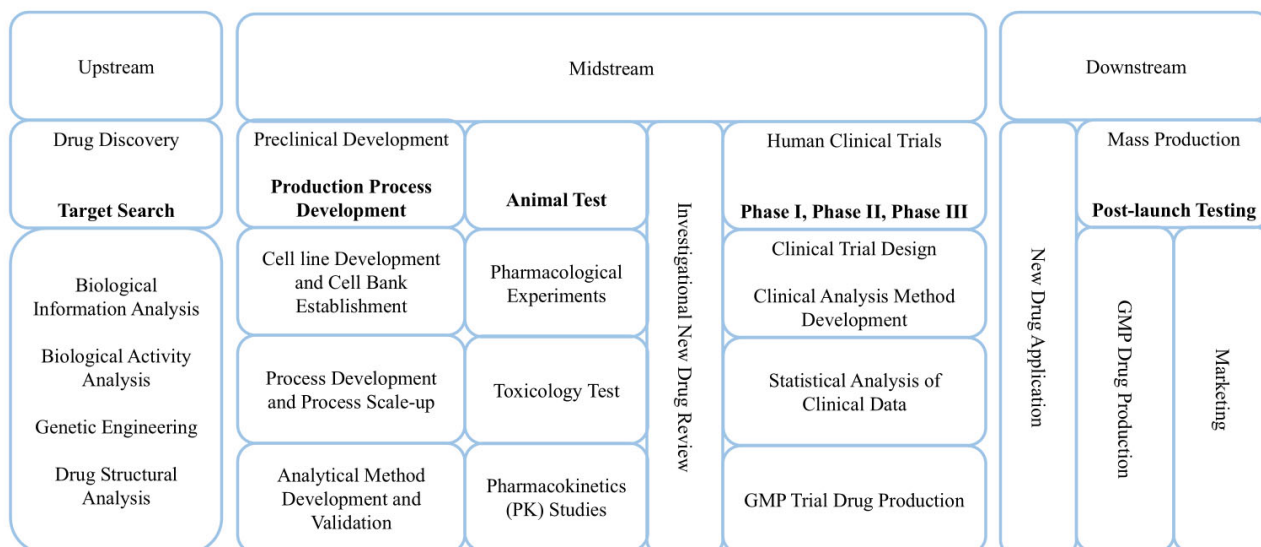 Upstream
Midstream
Downstream
Drug Discovery
Target Search
Biological
Information Analysis
Biological Activity
Analysis
Genetic Engineering
Drug Structural
Analysis
Preclinical Development
Production Process
Development
Cell line Development
and Cell Bank
Establishment
Process Development
and Process Scale-up
Analytical Method
Development and
Validation
Animal Test
Pharmacological
Experiments
Toxicology Test
Pharmacokinetics
(PK) Studies
Investigational New Drug Review
Human Clinical Trials
Phase I, Phase II, Phase III
Clinical Trial Design
Clinical Analysis Method
Development
Statistical Analysis of
Clinical Data
GMP Trial Drug Production
New Drug Application
Mass Production
Post-launch Testing
GMP Drug Production
Marketing